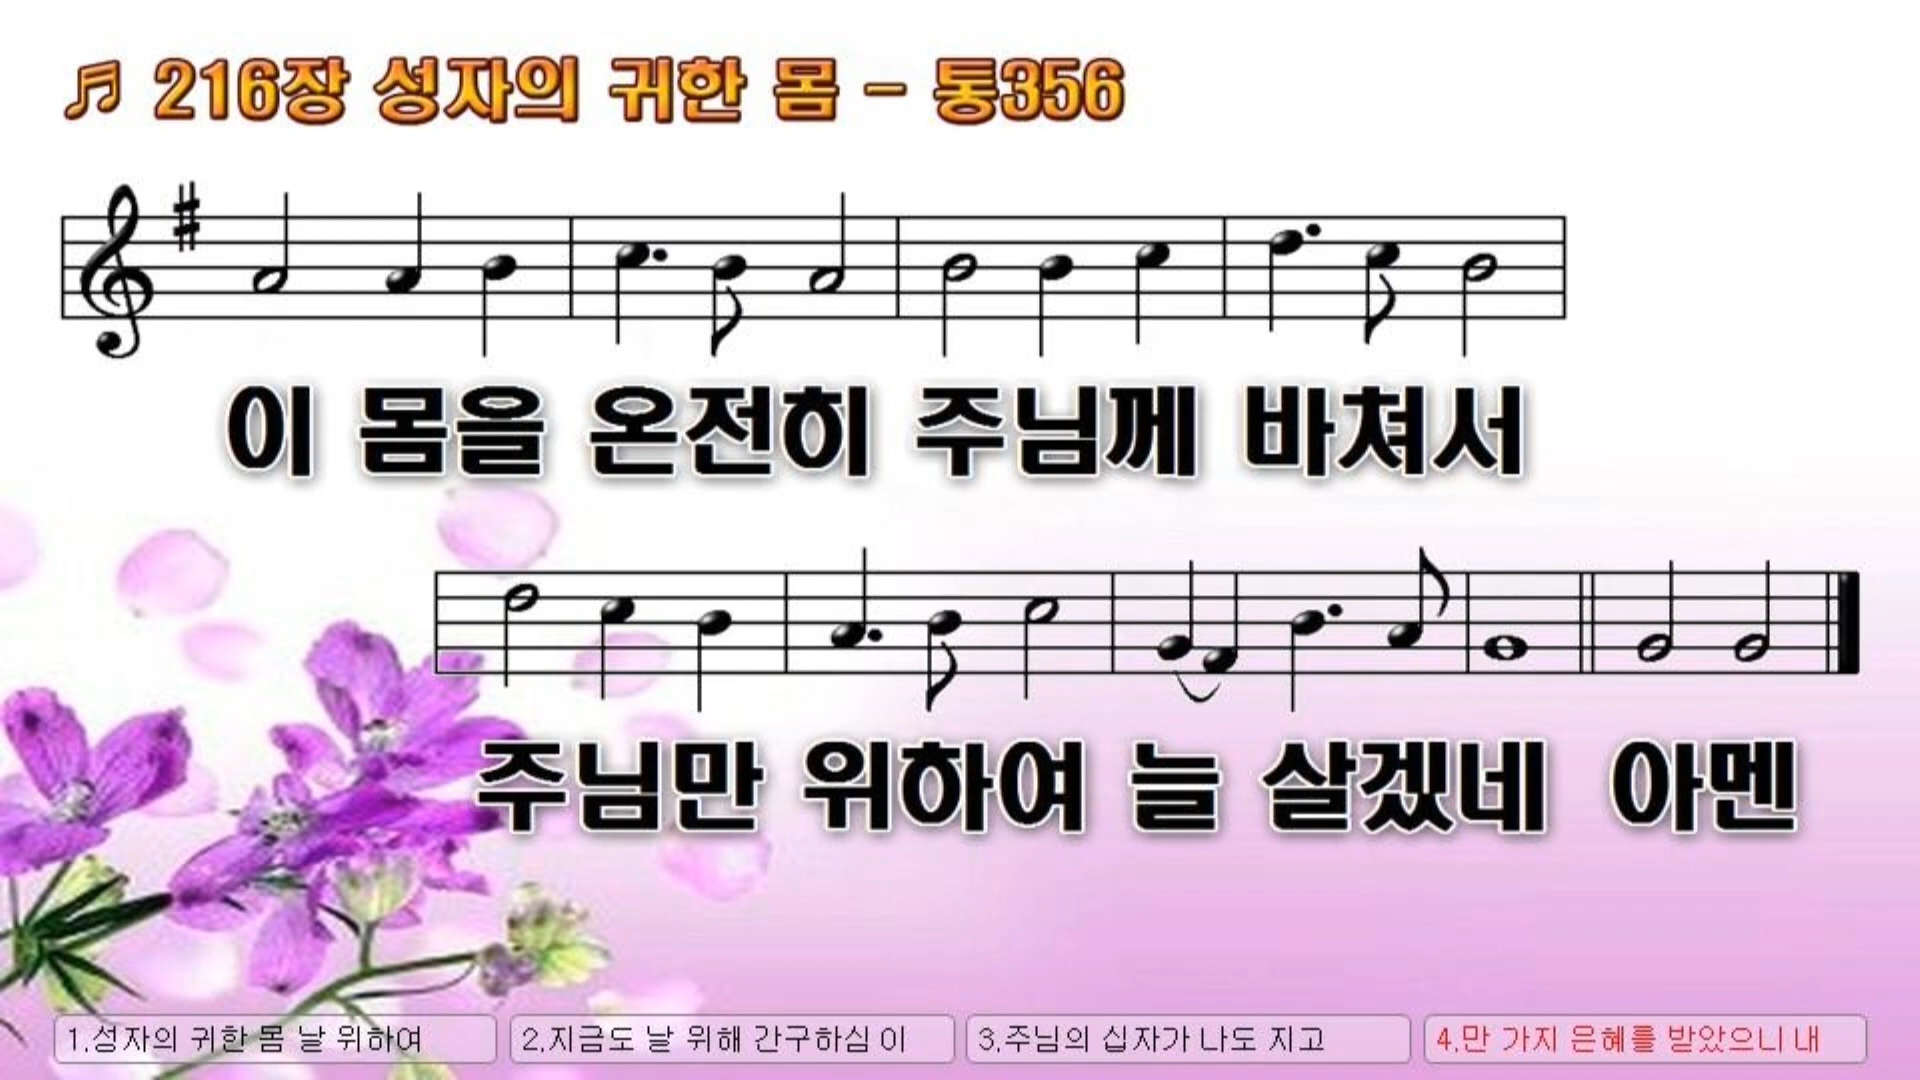 216장 성자의 귀한 몸 - 통356
이 몸을 온전히 주님께 바쳐서
주님만 위하여 늘 살겠네 아멘
1.성자의 귀한 몸 날 위하여
2.지금도 날 위해 간구하심 이
3.주님의 십자가 나도 지고
4.만 가지 은혜를 받았으니 내